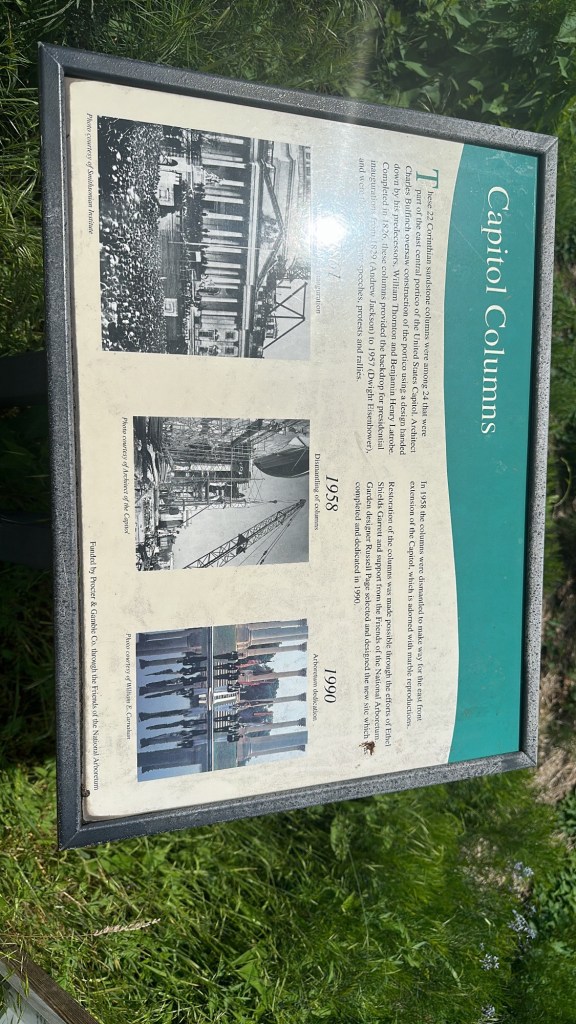 Capitol Columns
These 22 Corinthian sandstone columns were among 24 that were
part of the east central portico of the United States Capitol. Architect
Charles Bulfinch oversaw construction of the portico using a design handed
down by his predecessors, William Thornton and Benjamin Henry Latrobe.
Completed in 1826, these columns provided the backdrop for presidential
inaugurations from 1829 (Andrew Jackson) to 1957 (Dwight Eisenhower),
and speeches, protests and rallies.
In 1958 the columns were dismantled to make way for the east front
extension of the Capitol, which is adorned with marble reproductions.
Restoration of the columns was made possible through the efforts of Ethel
Shields Garrett and support from the Friends of the National Arboretum.
Garden designer Russell Page selected and designed the new site which
completed and dedicated in 1990.
Photo courtesy of Smithsonian Institute
1958
Dismantling of columns
Photo courtesy of Architect of the Capitol
1990
Arboretum dedication
Photo courtesy of William E. Carnahan
Funded by Procter & Gamble Co. through the Friends of the National Arboretum